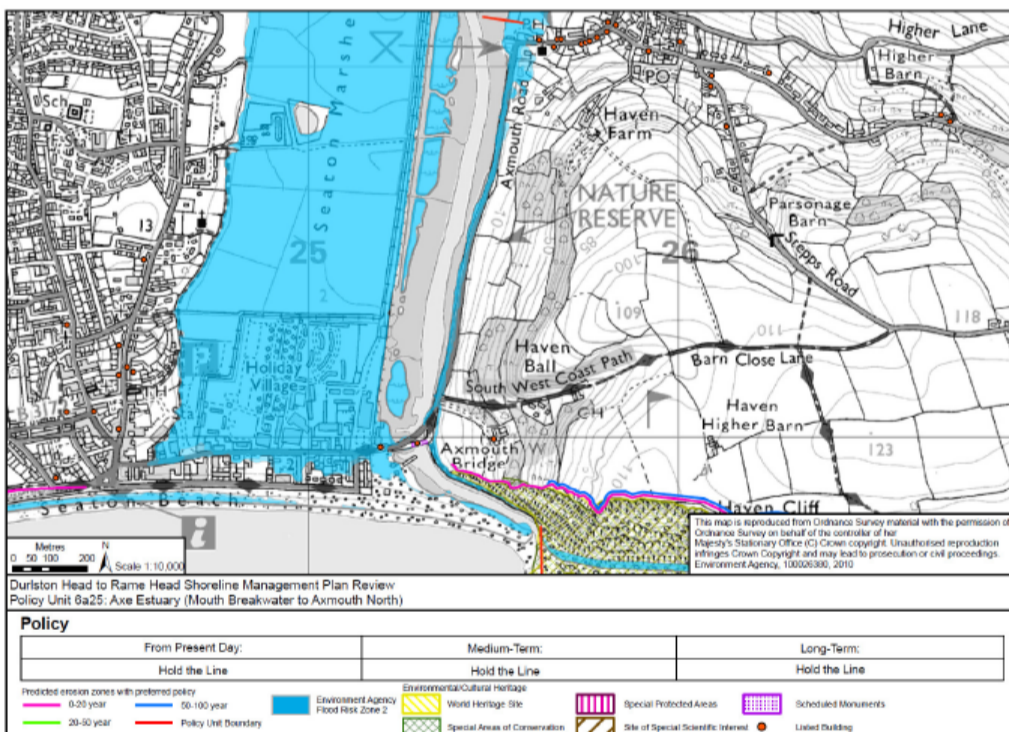 Higher Lane
Higher
Barn
PH
Sch
Seaton Marshes
Axmouth Road
Haven
Farm
NATURE
RESERVE
Parsonage
Barn
Stepps Road
13
25
26
2
100
109
110
118
Haven
Ball
South West Coast Path
Barn Close Lane
Holiday
Village
CH
Haven
Higher Barn
123
Axmouth
Bridge
W
2
Seaton Beach
Haven Cliff
Metres
0 50 100 200
N
Scale 1:10,000
This map is reproduced from Ordnance Survey material with the permission of
Ordnance Survey on behalf of the controller of her
Majesty's Stationary Office (C) Crown copyright. Unauthorised reproduction
infringes Crown Copyright and may lead to prosecution or civil proceedings.
Environment Agency, 100026380, 2010
Durlston Head to Rame Head Shoreline Management Plan Review
Policy Unit 6a25: Axe Estuary (Mouth Breakwater to Axmouth North)
Policy
From Present Day: Medium-Term: Long-Term:
Hold the Line Hold the Line Hold the Line
Predicted erosion zones with preferred policy
0-20 year
50-100 year
20-50 year
Policy Unit Boundary
Environment Agency
Flood Risk Zone 2
Environmental/Cultural Heritage
World Heritage Site
Special Protected Areas
Scheduled Monuments
Special Areas of Conservation
Site of Special Scientific Interest
Listed Building